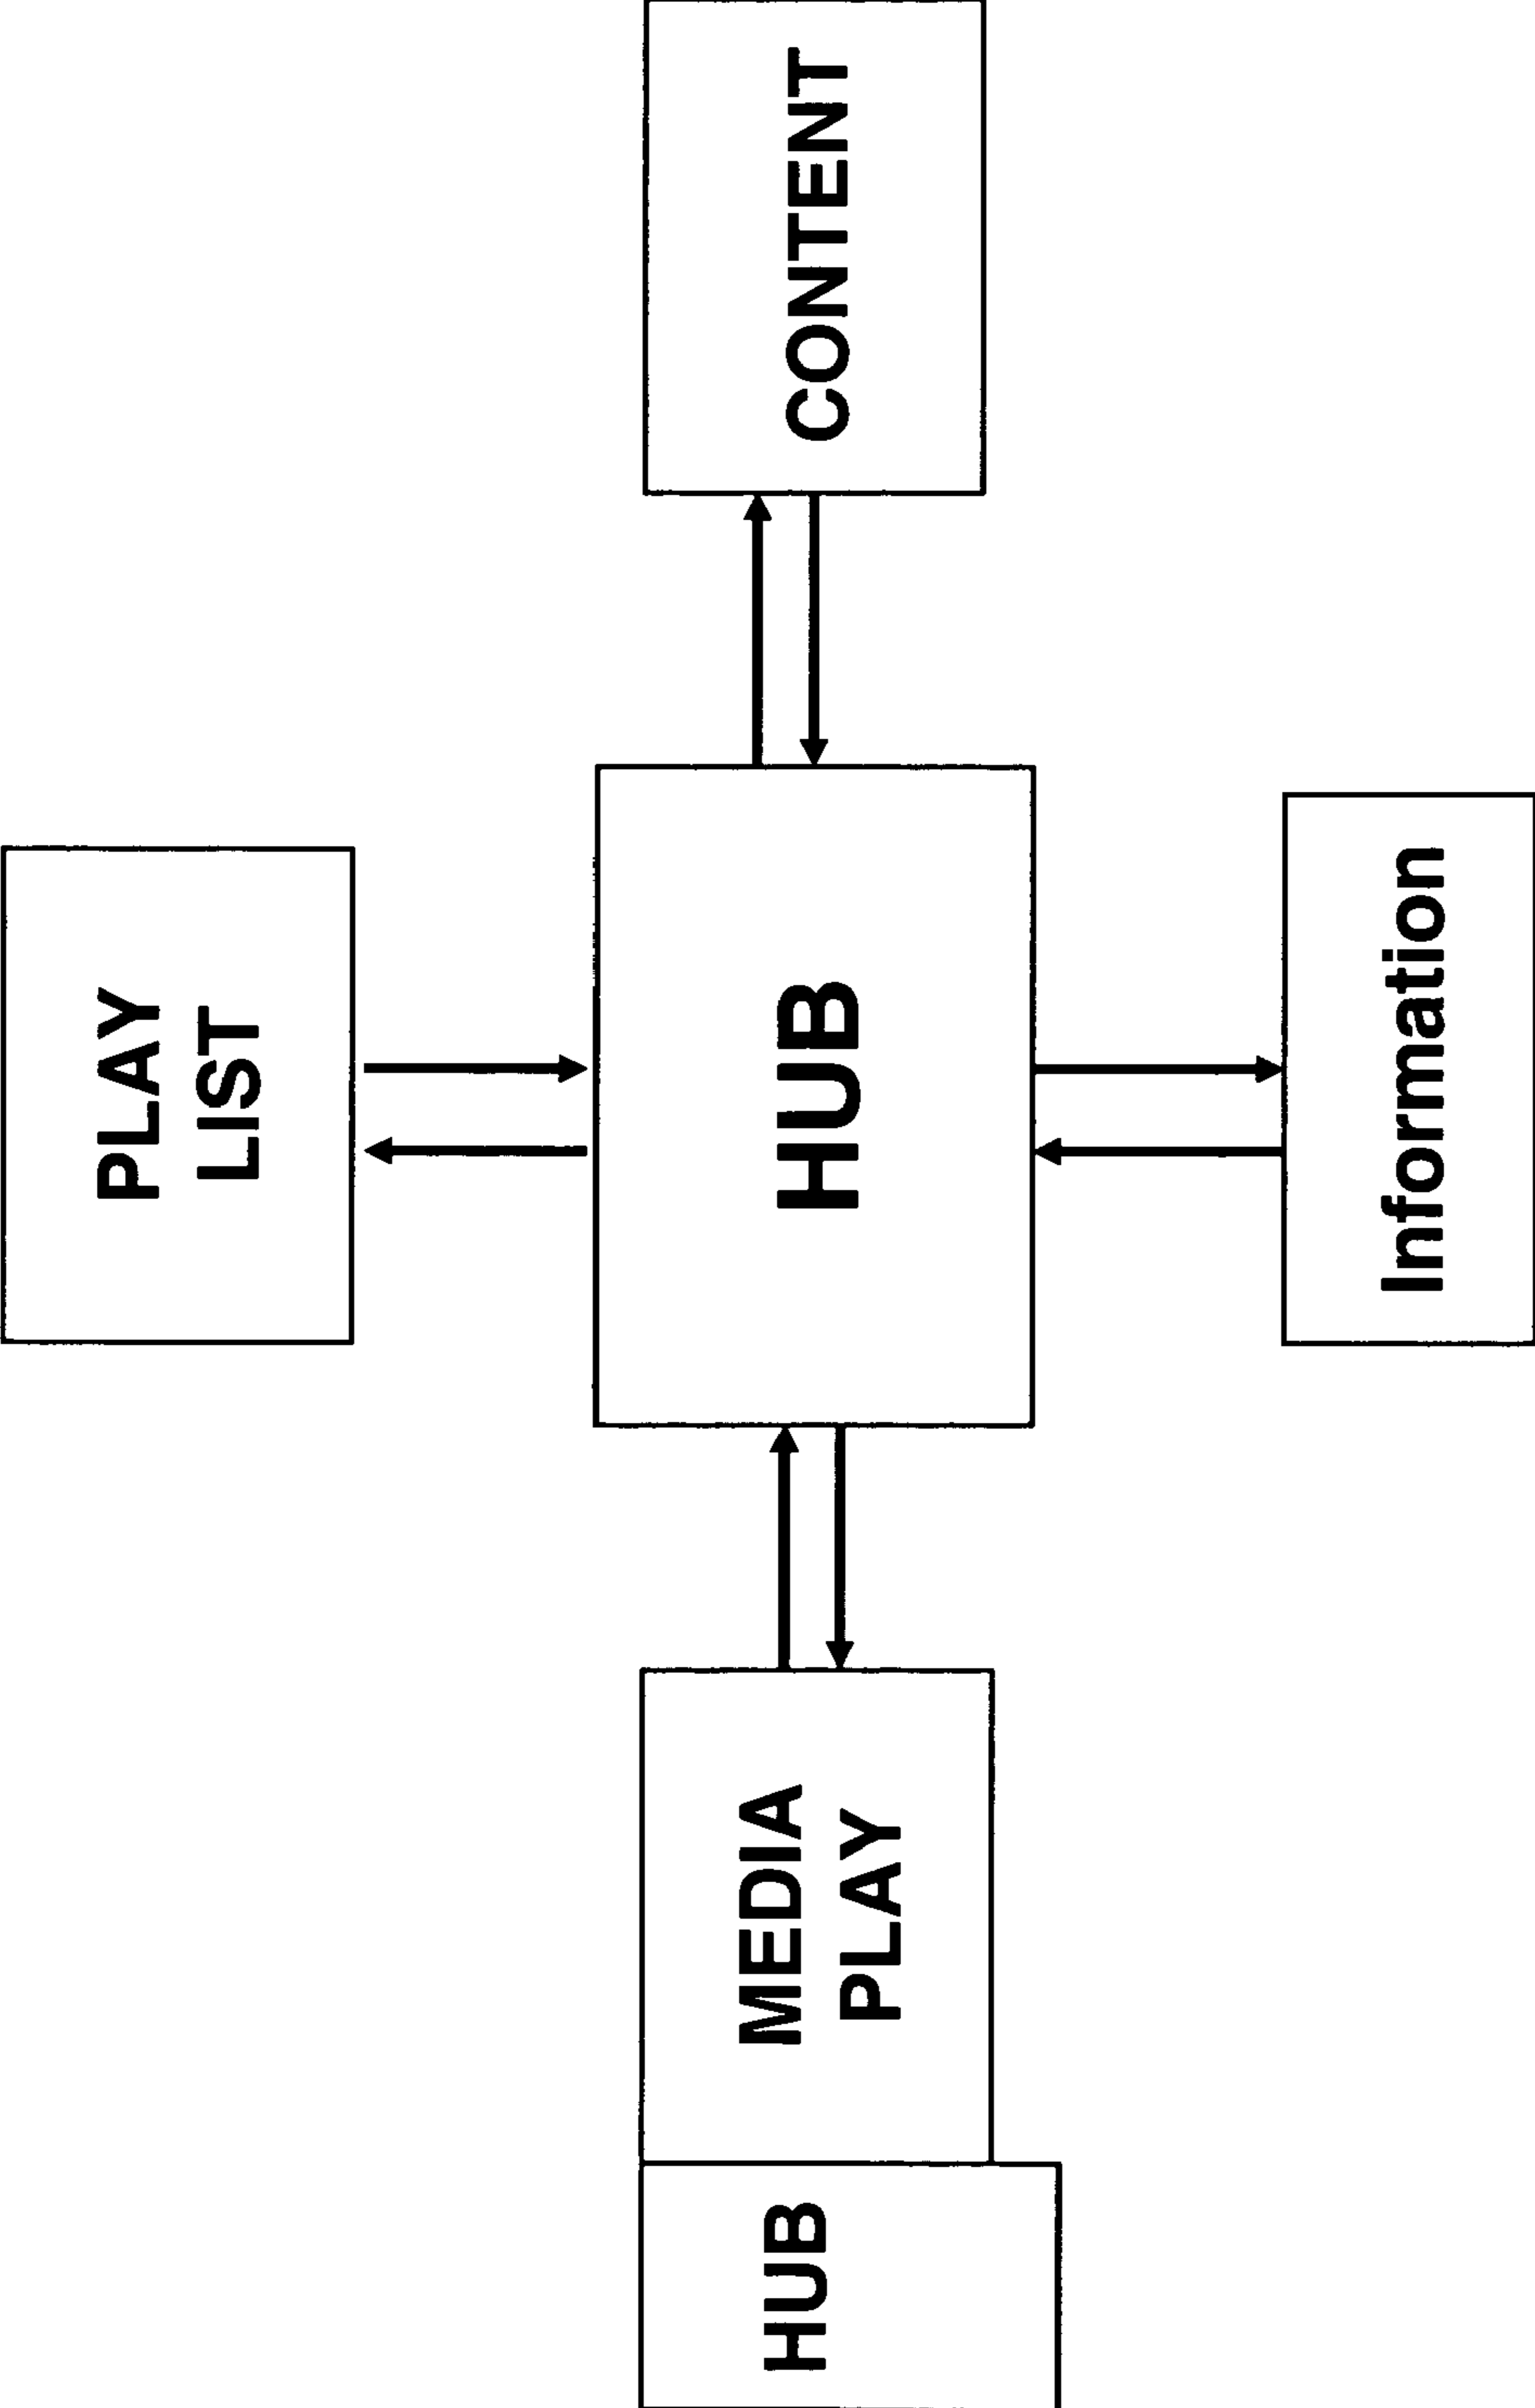 PLAY
LIST
HUB
MEDIA
PLAY
HUB
CONTENT
Information